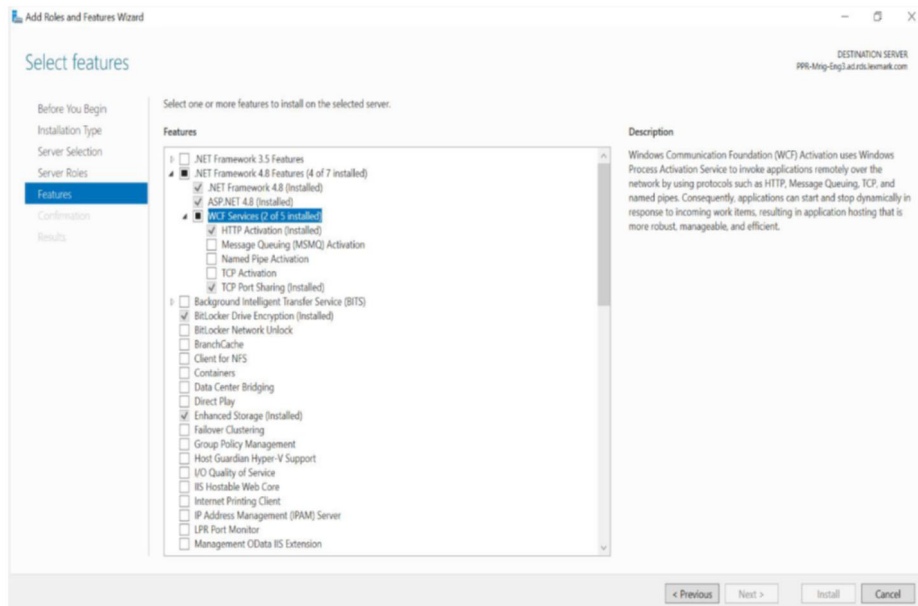 Add Roles and Features Wizard
Select features
DESTINATION SERVER
PPR-Mnig-Eng3.ad.rds.lexmark.com
Before You Begin
Installation Type
Server Selection
Server Roles
Features
Confirmation
Results
Select one or more features to install on the selected server.
Features
.NET Framework 3.5 Features
.NET Framework 4.8 Features (4 of 7 installed)
.NET Framework 4.8 (Installed)
ASP.NET 4.8 (Installed)
WCF Services (2 of 5 installed)
HTTP Activation (Installed)
Message Queuing (MSMQ) Activation
Named Pipe Activation
TCP Activation
TCP Port Sharing (Installed)
Background Intelligent Transfer Service (BITS)
BitLocker Drive Encryption (Installed)
BitLocker Network Unlock
BranchCache
Client for NFS
Containers
Data Center Bridging
Direct Play
Enhanced Storage (Installed)
Failover Clustering
Group Policy Management
Host Guardian Hyper-V Support
I/O Quality of Service
IIS Hostable Web Core
Internet Printing Client
IP Address Management (IPAM) Server
LPR Port Monitor
Management OData IIS Extension
Description
Windows Communication Foundation (WCF) Activation uses Windows
Process Activation Service to invoke applications remotely over the
network by using protocols such as HTTP, Message Queuing, TCP, and
named pipes. Consequently, applications can start and stop dynamically in
response to incoming work items, resulting in application hosting that is
more robust, manageable, and efficient.
< Previous
Next >
Install
Cancel